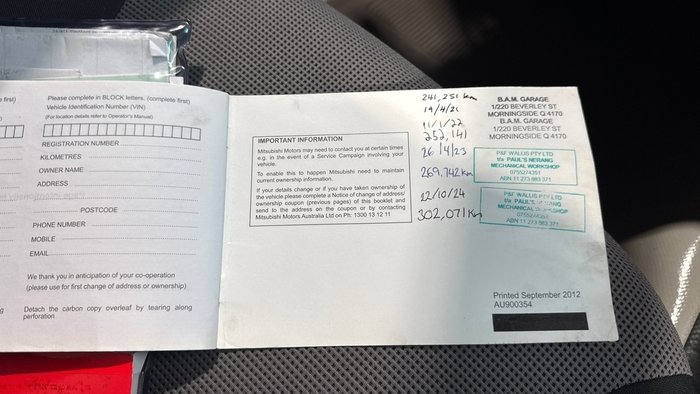 e first)
g
Please complete in BLOCK letters. (complete first)
Vehicle Identification Number (VIN)
(For location details refer to Operator's Manual)
REGISTRATION NUMBER
KILOMETRES
OWNER NAME
ADDRESS
POSTCODE
PHONE NUMBER
MOBILE
EMAIL
We thank you in anticipation of your co-operation
(please use for first change of address or ownership)
Detach the carbon copy overleaf by tearing along
perforation
IMPORTANT INFORMATION
Mitsubishi Motors may need to contact you at certain times
e.g. in the event of a Service Campaign involving your
vehicle.
To enable this to happen Mitsubishi need to maintain
current ownership information.
If your details change or if you have taken ownership of
the vehicle please complete a Notice of change of address/
ownership coupon (previous pages) of this booklet and
send to the address on the coupon or by contacting
Mitsubishi Motors Australia Ltd on Ph: 1300 13 12 11
241,251 km
19/4/21
11/1/22
252,141
26/4/23
269,742km
22/10/24
302,071km
B.A.M. GARAGE
1/220 BEVERLEY ST
MORNINGSIDE Q 4170
B.A.M. GARAGE
1/220 BEVERLEY ST
MORNINGSIDE Q 4170
P&F WALUS PTY LTD
t/a PAUL'S NERANG
MECHANICAL WORKSHOP
0755274351
ABN 11 273 883 371
P&F WALUS PTY LTD
t/a PAUL'S NERANG
MECHANICAL WORKSHOP
0755274351
ABN 11 273 883 371
Printed September 2012
AU900354